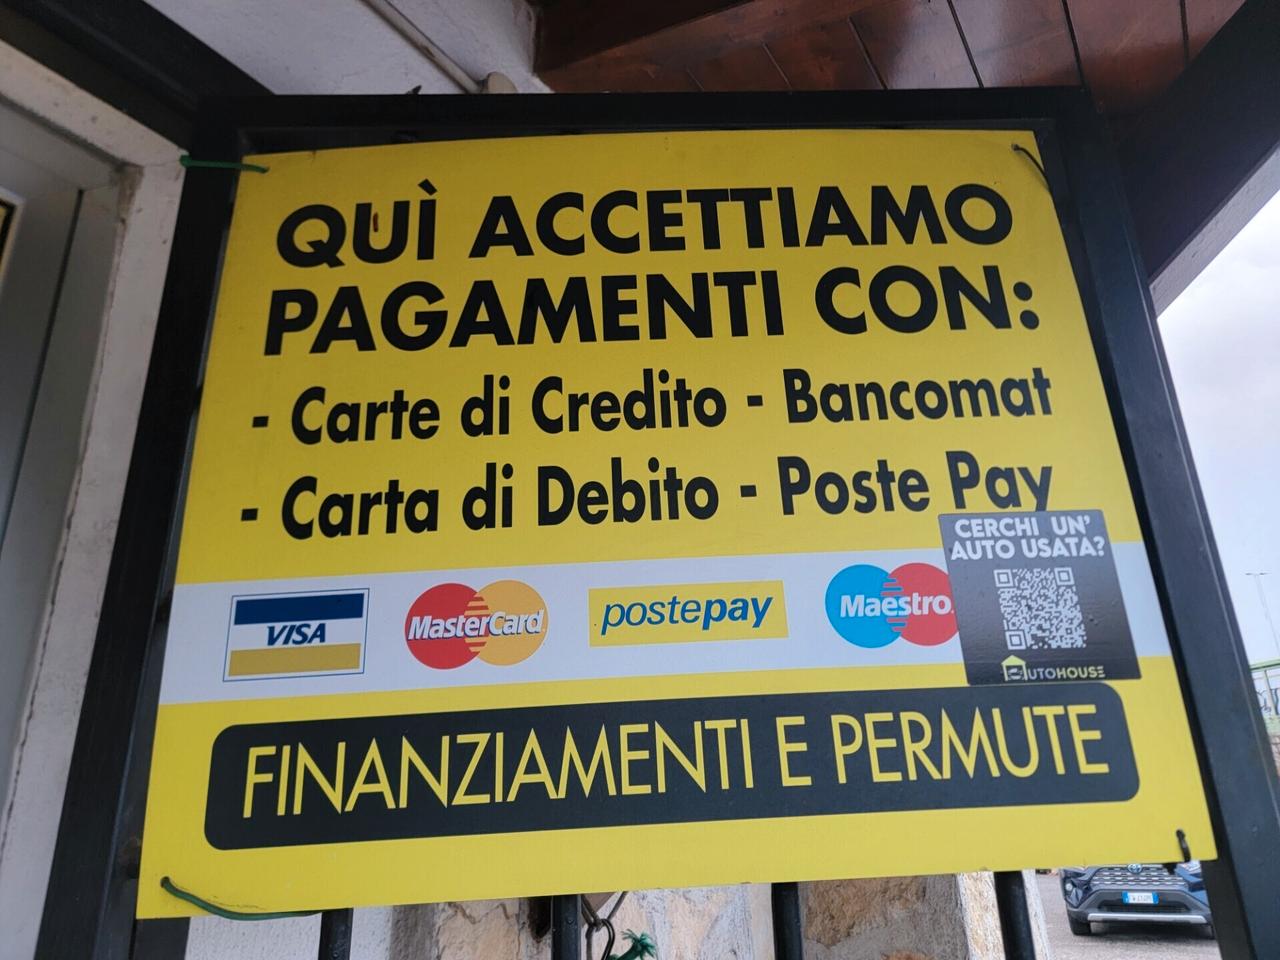 QUÌ ACCETTIAMO
PAGAMENTI CON:
- Carte di Credito - Bancomat
- Carta di Debito - Poste Pay
CERCHI UN'
AUTO USATA?
VISA
MasterCard
postepay
Maestro
AUTOHOUSE
FINANZIAMENTI E PERMUTE